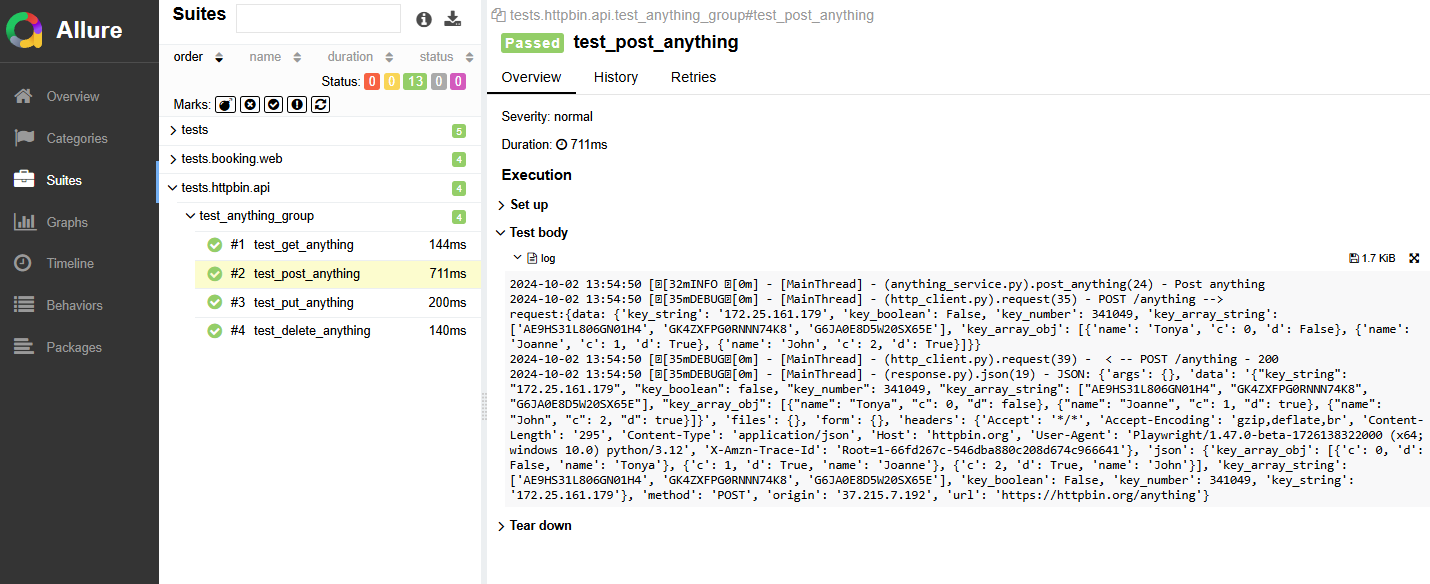 Allure
Overview
Categories
Suites
Graphs
Timeline
Behaviors
Packages
Suites
order name duration status
Status: 0 0 13 0 0
Marks:
tests 5
tests.booking.web 4
tests.httpbin.api 4
test_anything_group 4
#1 test_get_anything 144ms
#2 test_post_anything 711ms
#3 test_put_anything 200ms
#4 test_delete_anything 140ms
tests.httpbin.api.test_anything_group#test_post_anything
Passed test_post_anything
Overview History Retries
Severity: normal
Duration: 711ms
Execution
Set up
Test body
log 1.7 KiB
2024-10-02 13:54:50 [�[32mINFO �[0m] - [MainThread] - (anything_service.py).post_anything(24) - Post anything
2024-10-02 13:54:50 [�[35mDEBUG�[0m] - [MainThread] - (http_client.py).request(35) - POST /anything -->
request:{data: {'key_string': '172.25.161.179', 'key_boolean': False, 'key_number': 341049, 'key_array_string':
['AE9HS31L806GN01H4', 'GK4ZXFPG0RNNN74K8', 'G6JA0E8D5W20SX65E'], 'key_array_obj': [{'name': 'Tonya', 'c': 0, 'd': False}, {'name':
'Joanne', 'c': 1, 'd': True}, {'name': 'John', 'c': 2, 'd': True}]}}
2024-10-02 13:54:50 [�[35mDEBUG�[0m] - [MainThread] - (http_client.py).request(39) -  < -- POST /anything - 200
2024-10-02 13:54:50 [�[35mDEBUG�[0m] - [MainThread] - (response.py).json(19) - JSON: {'args': {}, 'data': '{"key_string":
"172.25.161.179", "key_boolean": false, "key_number": 341049, "key_array_string": ["AE9HS31L806GN01H4", "GK4ZXFPG0RNNN74K8",
"G6JA0E8D5W20SX65E"], "key_array_obj": [{"name": "Tonya", "c": 0, "d": false}, {"name": "Joanne", "c": 1, "d": true}, {"name":
"John", "c": 2, "d": true}]}', 'files': {}, 'form': {}, 'headers': {'Accept': '*/*', 'Accept-Encoding': 'gzip,deflate,br', 'Content-
Length': '295', 'Content-Type': 'application/json', 'Host': 'httpbin.org', 'User-Agent': 'Playwright/1.47.0-beta-1726138322000 (x64;
windows 10.0) python/3.12', 'X-Amzn-Trace-Id': 'Root=1-66fd267c-546dba880c208d674c966641'}, 'json': {'key_array_obj': [{'c': 0, 'd':
False, 'name': 'Tonya'}, {'c': 1, 'd': True, 'name': 'Joanne'}, {'c': 2, 'd': True, 'name': 'John'}], 'key_array_string':
['AE9HS31L806GN01H4', 'GK4ZXFPG0RNNN74K8', 'G6JA0E8D5W20SX65E'], 'key_boolean': False, 'key_number': 341049, 'key_string':
'172.25.161.179'}, 'method': 'POST', 'origin': '37.215.7.192', 'url': 'https://httpbin.org/anything'}
Tear down